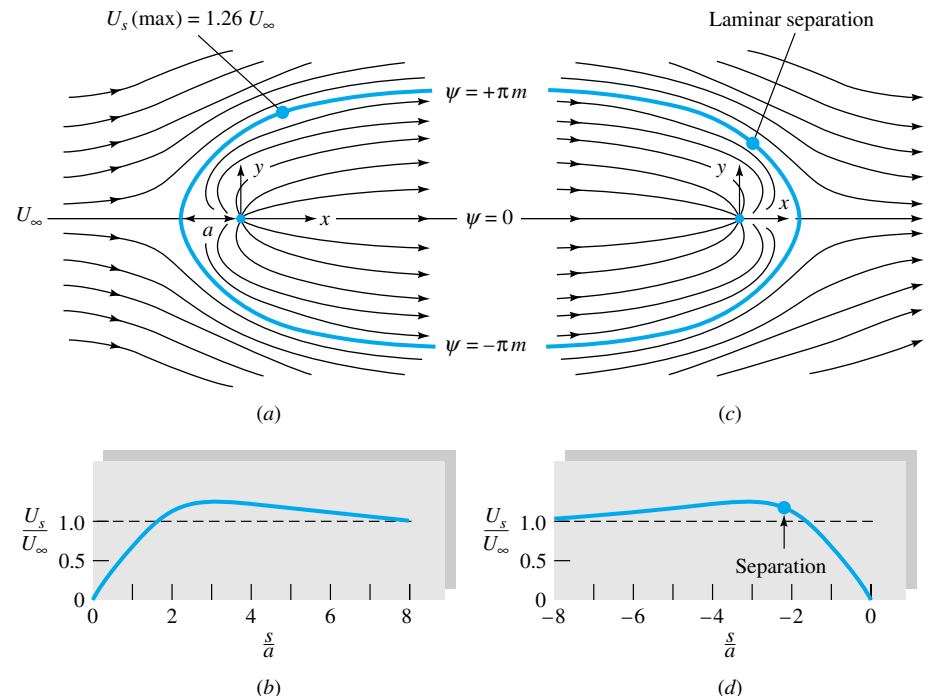 U_s (max) = 1.26 U_∞
Laminar separation
ψ = +πm
y
y
U_∞
a
x
ψ = 0
x
ψ = −πm
(a)
(c)
U_s
U_∞
1.0
0.5
0
0
2
4
6
8
s
a
(b)
U_s
U_∞
1.0
0.5
0
Separation
−8
−6
−4
−2
0
s
a
(d)